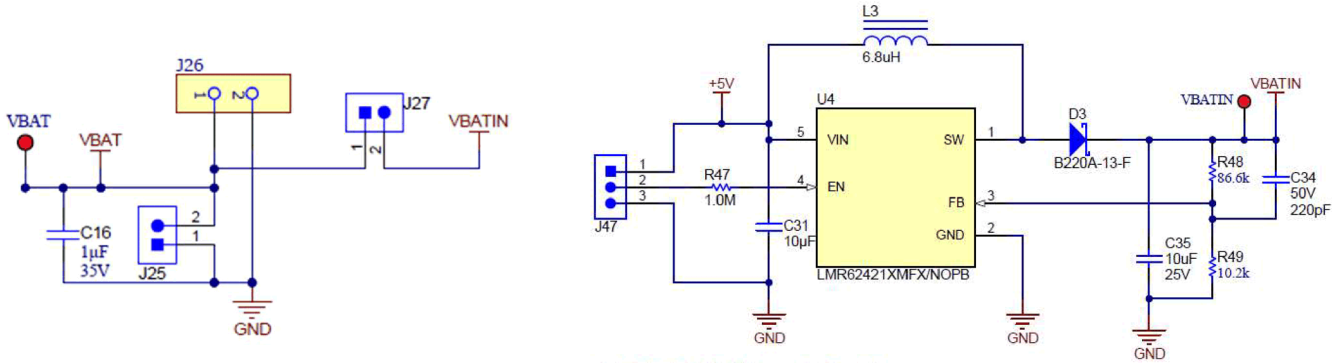 J26
1 2
VBAT
VBAT
J27
1 2
VBATIN
C16
1µF
35V
2
1
J25
GND
L3
6.8uH
+5V
U4
J47
1
2
3
R47
1.0M
5 VIN
4 EN
SW 1
FB 3
GND 2
C31
10µF
LMR62421XMFX/NOPB
D3
B220A-13-F
VBATIN
VBATIN
R48
86.6k
C34
50V
220pF
C35
10uF
25V
R49
10.2k
GND
GND
GND